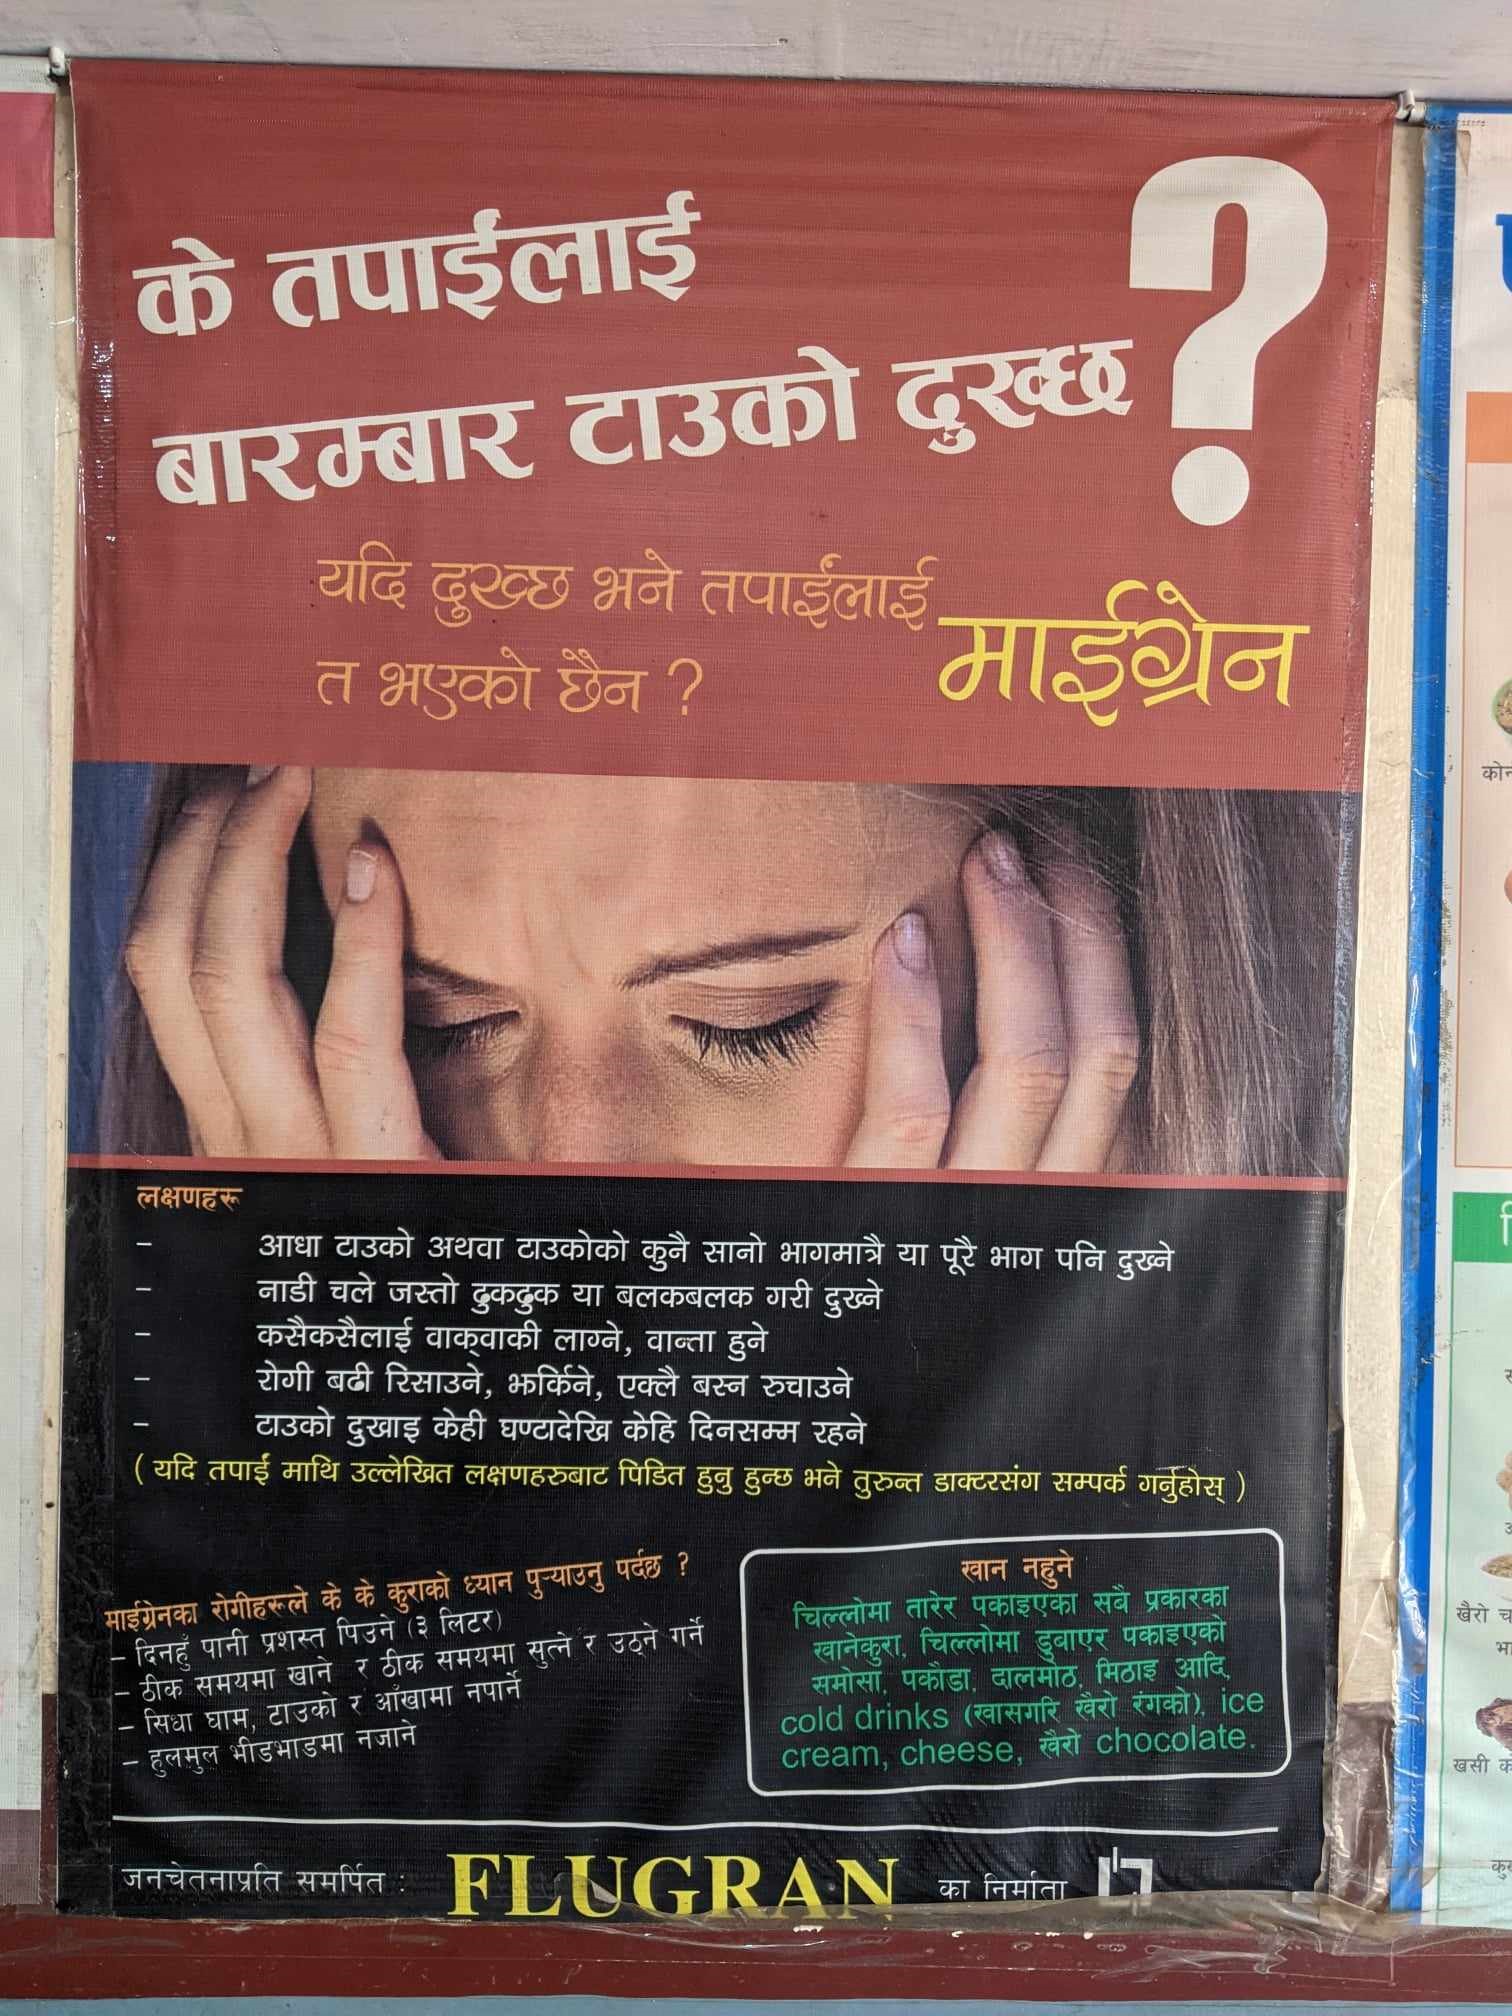 के तपाईंलाई
बारम्बार टाउको दुख्छ ?
यदि दुख्छ भने तपाईंलाई
माईग्रेन
त भएको छैन ?
लक्षणहरू
- आधा टाउको अथवा टाउकोको कुनै सानो भागमात्रै या पूरै भाग पनि दुख्ने
- नाडी चले जस्तो ढुकढुक या बलकबलक गरी दुख्ने
- कसैकसैलाई वाक्वाकी लाग्ने, वान्ता हुने
- रोगी बढी रिसाउने, झर्किने, एक्लै बस्न रुचाउने
- टाउको दुखाइ केही घण्टादेखि केहि दिनसम्म रहने
( यदि तपाईं माथि उल्लेखित लक्षणहरुबाट पिडित हुनु हुन्छ भने तुरुन्त डाक्टरसंग सम्पर्क गर्नुहोस् )
माईग्रेनका रोगीहरूले के के कुराको ध्यान पुर्‍याउनु पर्दछ ?
- दिनहुँ पानी प्रशस्त पिउने (३ लिटर)
- ठीक समयमा खाने र ठीक समयमा सुत्ने र उठ्ने गर्ने
- सिधा घाम, टाउको र आँखामा नपार्ने
- हुलमुल भीडभाडमा नजाने
खान नहुने
चिल्लोमा तारेर पकाइएका सबै प्रकारका
खानेकुरा, चिल्लोमा डुबाएर पकाइएको
समोसा, पकौडा, दालमोठ, मिठाइ आदि,
cold drinks (खासगरि खैरो रंगको), ice
cream, cheese, खैरो chocolate.
जनचेतनाप्रति समर्पित : FLUGRAN का निर्माता
कोन
खैरो च
भा
खसी क
कु